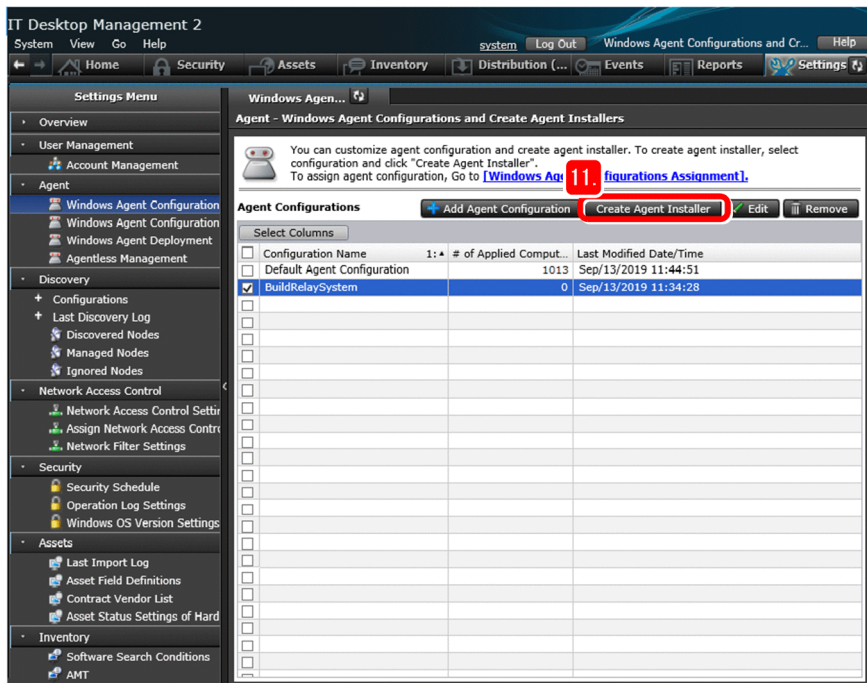 IT Desktop Management 2
System View Go Help
system Log Out Windows Agent Configurations and Cr... Help
Home Security Assets Inventory Distribution (... Events Reports Settings
Settings Menu
Windows Agen...
Overview
User Management
Account Management
Agent
Windows Agent Configuration
Windows Agent Configuration
Windows Agent Deployment
Agentless Management
Discovery
Configurations
Last Discovery Log
Discovered Nodes
Managed Nodes
Ignored Nodes
Network Access Control
Network Access Control Settin
Assign Network Access Contro
Network Filter Settings
Security
Security Schedule
Operation Log Settings
Windows OS Version Settings
Assets
Last Import Log
Asset Field Definitions
Contract Vendor List
Asset Status Settings of Hard
Inventory
Software Search Conditions
AMT
Agent - Windows Agent Configurations and Create Agent Installers
You can customize agent configuration and create agent installer. To create agent installer, select
configuration and click "Create Agent Installer".
To assign agent configuration, Go to [Windows Ag figurations Assignment].
11.
Agent Configurations
Add Agent Configuration Create Agent Installer Edit Remove
Select Columns
Configuration Name 1: # of Applied Comput... Last Modified Date/Time
Default Agent Configuration 1013 Sep/13/2019 11:44:51
BuildRelaySystem 0 Sep/13/2019 11:34:28